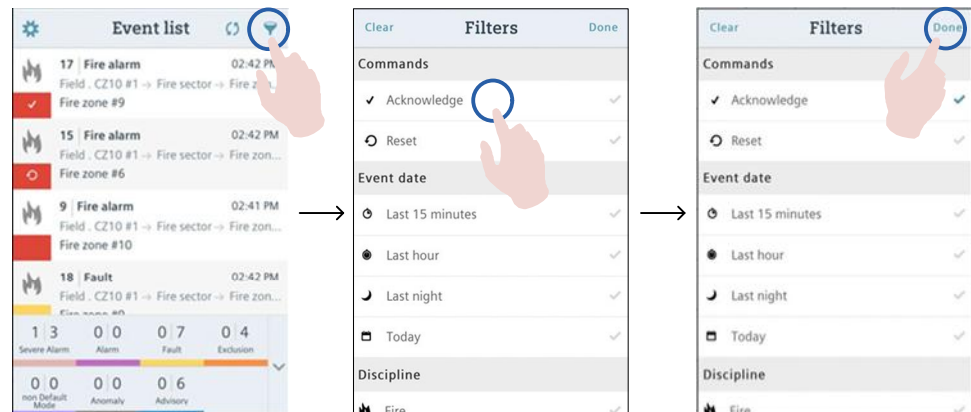 Event list
17 | Fire alarm 02:42 PM
Field . CZ10 #1 → Fire sector → Fire z
Fire zone #9
15 | Fire alarm 02:42 PM
Field . CZ10 #1 → Fire sector → Fire zon...
Fire zone #6
9 | Fire alarm 02:41 PM
Field . CZ10 #1 → Fire sector → Fire zon...
Fire zone #10
18 | Fault 02:42 PM
Field . CZ10 #1 → Fire sector → Fire zon...
1 | 3 0 | 0 0 | 7 0 | 4
Severe Alarm Alarm Fault Exclusion
0 | 0 0 | 0 0 | 6
non Default Mode Anomaly Advisory
Clear Filters Done
Commands
Acknowledge
Reset
Event date
Last 15 minutes
Last hour
Last night
Today
Discipline
Fire
Clear Filters Done
Commands
Acknowledge
Reset
Event date
Last 15 minutes
Last hour
Last night
Today
Discipline
Fire